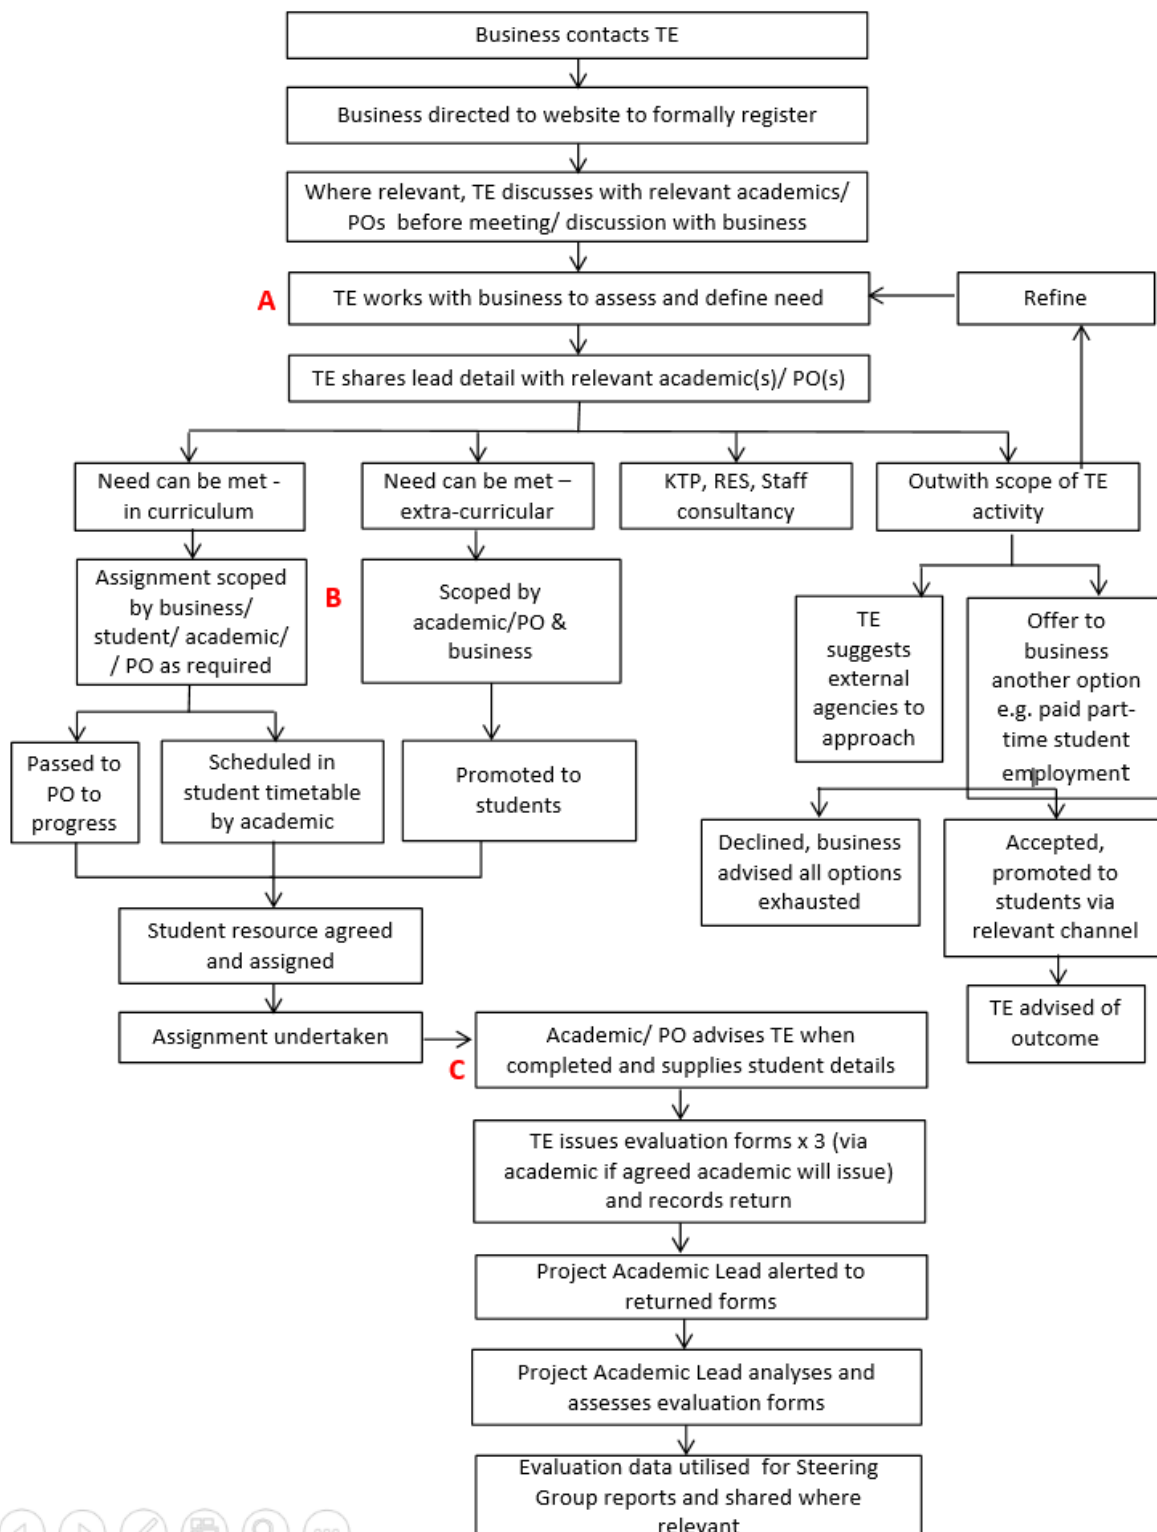 Business contacts TE
Business directed to website to formally register
Where relevant, TE discusses with relevant academics/
POs before meeting/ discussion with business
A
TE works with business to assess and define need
Refine
TE shares lead detail with relevant academic(s)/ PO(s)
Need can be met -
in curriculum
Need can be met –
extra-curricular
KTP, RES, Staff
consultancy
Outwith scope of TE
activity
Assignment scoped
by business/
student/ academic/
/ PO as required
B
Scoped by
academic/PO &
business
TE
suggests
external
agencies to
approach
Offer to
business
another option
e.g. paid part-
time student
employment
Passed to
PO to
progress
Scheduled in
student timetable
by academic
Promoted to
students
Declined, business
advised all options
exhausted
Accepted,
promoted to
students via
relevant channel
Student resource agreed
and assigned
TE advised of
outcome
Assignment undertaken
C
Academic/ PO advises TE when
completed and supplies student details
TE issues evaluation forms x 3 (via
academic if agreed academic will issue)
and records return
Project Academic Lead alerted to
returned forms
Project Academic Lead analyses and
assesses evaluation forms
Evaluation data utilised for Steering
Group reports and shared where
relevant